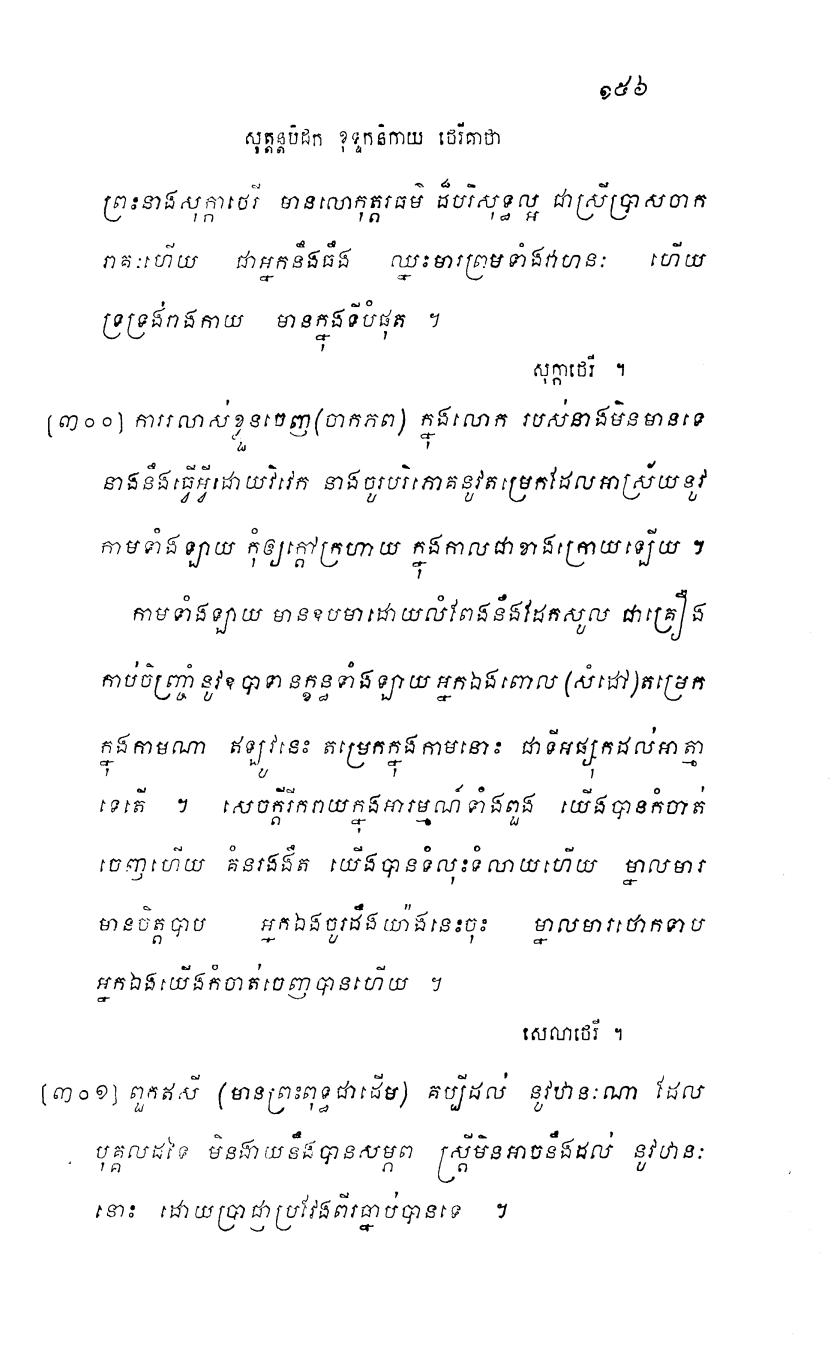 ១៥៦
សុត្តន្តបិដក ខុទ្ទកនិកាយ ថេរីគាថា
ព្រះនាងសុក្កាថេរី មានលោកុត្តរធម៌ ដ៏បរិសុទ្ធល្អ ជាស្រីប្រាសចាក
រាគៈហើយ ជាអ្នកនឹងធឹង ឈ្នះមារព្រមទាំងពាហនៈ ហើយ
ទ្រទ្រង់រាងកាយ មានក្នុងទីបំផុត ។
សុក្កាថេរី ។
[៣០០] ការរលាស់ខ្លួនចេញ (ចាកភព) ក្នុងលោក របស់នាងមិនមានទេ
នាងនឹងធ្វើអ្វីដោយវិវេក នាងចូរបរិភោគនូវតម្រេកដែលអាស្រ័យនូវ
កាមទាំងឡាយ កុំឲ្យក្តៅក្រហាយ ក្នុងកាលជាខាងក្រោយឡើយ ។
កាមទាំងឡាយ មានឧបមាដោយលំពែងនឹងដែកសូល ជាគ្រឿង
កាប់ចិញ្ច្រាំ នូវឧបាទានក្ខន្ធទាំងឡាយ អ្នកឯងពោល (សំដៅ) តម្រេក
ក្នុងកាមណា ឥឡូវនេះ តម្រេកក្នុងកាមនោះ ជាទីអផ្សុកដល់អាត្មា
ទេតើ ។ សេចក្តីរីករាយក្នុងអារម្មណ៍ទាំងពួង យើងបានកំចាត់
ចេញហើយ គំនរងងឹត យើងបានទំលុះទំលាយហើយ ម្នាលមារ
មានចិត្តបាប អ្នកឯងចូរដឹងយ៉ាងនេះចុះ ម្នាលមារថោកទាប
អ្នកឯងយើងកំចាត់ចេញបានហើយ ។
សេលាថេរី ។
[៣០១] ពួកឥសី (មានព្រះពុទ្ធជាដើម) គប្បីដល់ នូវឋានៈណា ដែល
បុគ្គលដទៃ មិនងាយនឹងបានសម្តេច ស្រ្តីមិនអាចនឹងដល់ នូវឋានៈ
នោះ ដោយប្រាជ្ញាប្រវែងពីរធ្នាប់បានទេ ។